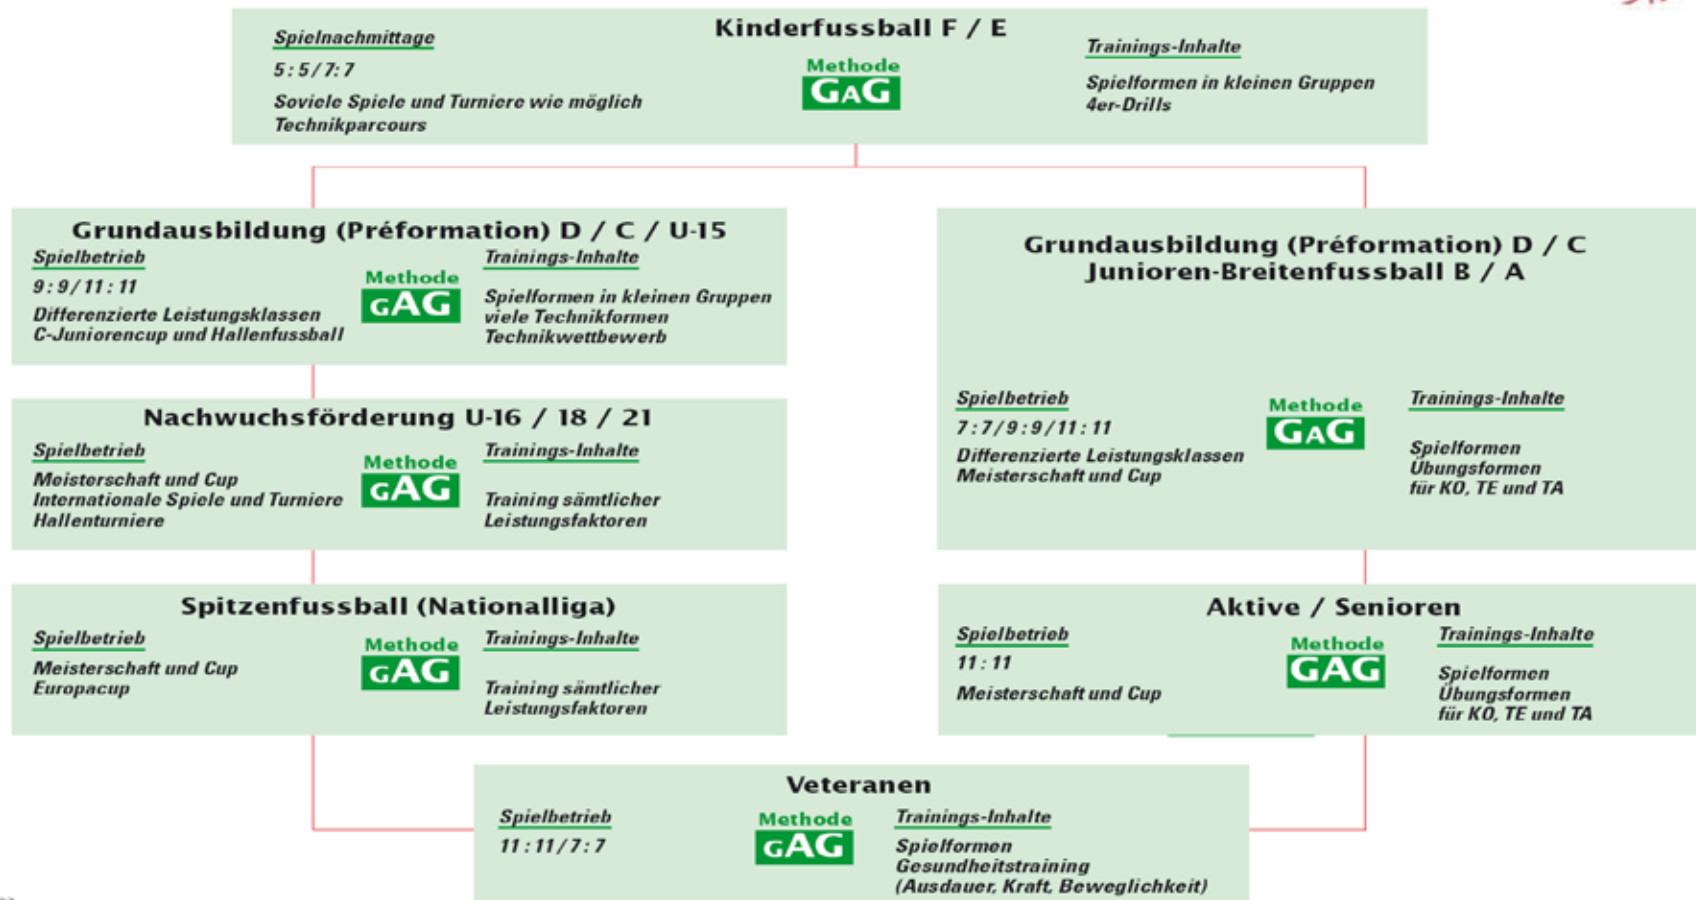 Kinderfussball F / E
Spielnachmittage
5 : 5 / 7 : 7
Soviele Spiele und Turniere wie möglich
Technikparcours
Methode
GAG
Trainings-Inhalte
Spielformen in kleinen Gruppen
4er-Drills
Grundausbildung (Préformation) D / C / U-15
Spielbetrieb
9 : 9 / 11 : 11
Differenzierte Leistungsklassen
C-Juniorencup und Hallenfussball
Methode
GAG
Trainings-Inhalte
Spielformen in kleinen Gruppen
viele Technikformen
Technikwettbewerb
Grundausbildung (Préformation) D / C
Junioren-Breitenfussball B / A
Spielbetrieb
7 : 7 / 9 : 9 / 11 : 11
Differenzierte Leistungsklassen
Meisterschaft und Cup
Methode
GAG
Trainings-Inhalte
Spielformen
Übungsformen
für KO, TE und TA
Nachwuchsförderung U-16 / 18 / 21
Spielbetrieb
Meisterschaft und Cup
Internationale Spiele und Turniere
Hallenturniere
Methode
GAG
Trainings-Inhalte
Training sämtlicher
Leistungsfaktoren
Spitzenfussball (Nationalliga)
Spielbetrieb
Meisterschaft und Cup
Europacup
Methode
GAG
Trainings-Inhalte
Training sämtlicher
Leistungsfaktoren
Aktive / Senioren
Spielbetrieb
11 : 11
Meisterschaft und Cup
Methode
GAG
Trainings-Inhalte
Spielformen
Übungsformen
für KO, TE und TA
Veteranen
Spielbetrieb
11 : 11 / 7 : 7
Methode
GAG
Trainings-Inhalte
Spielformen
Gesundheitstraining
(Ausdauer, Kraft, Beweglichkeit)